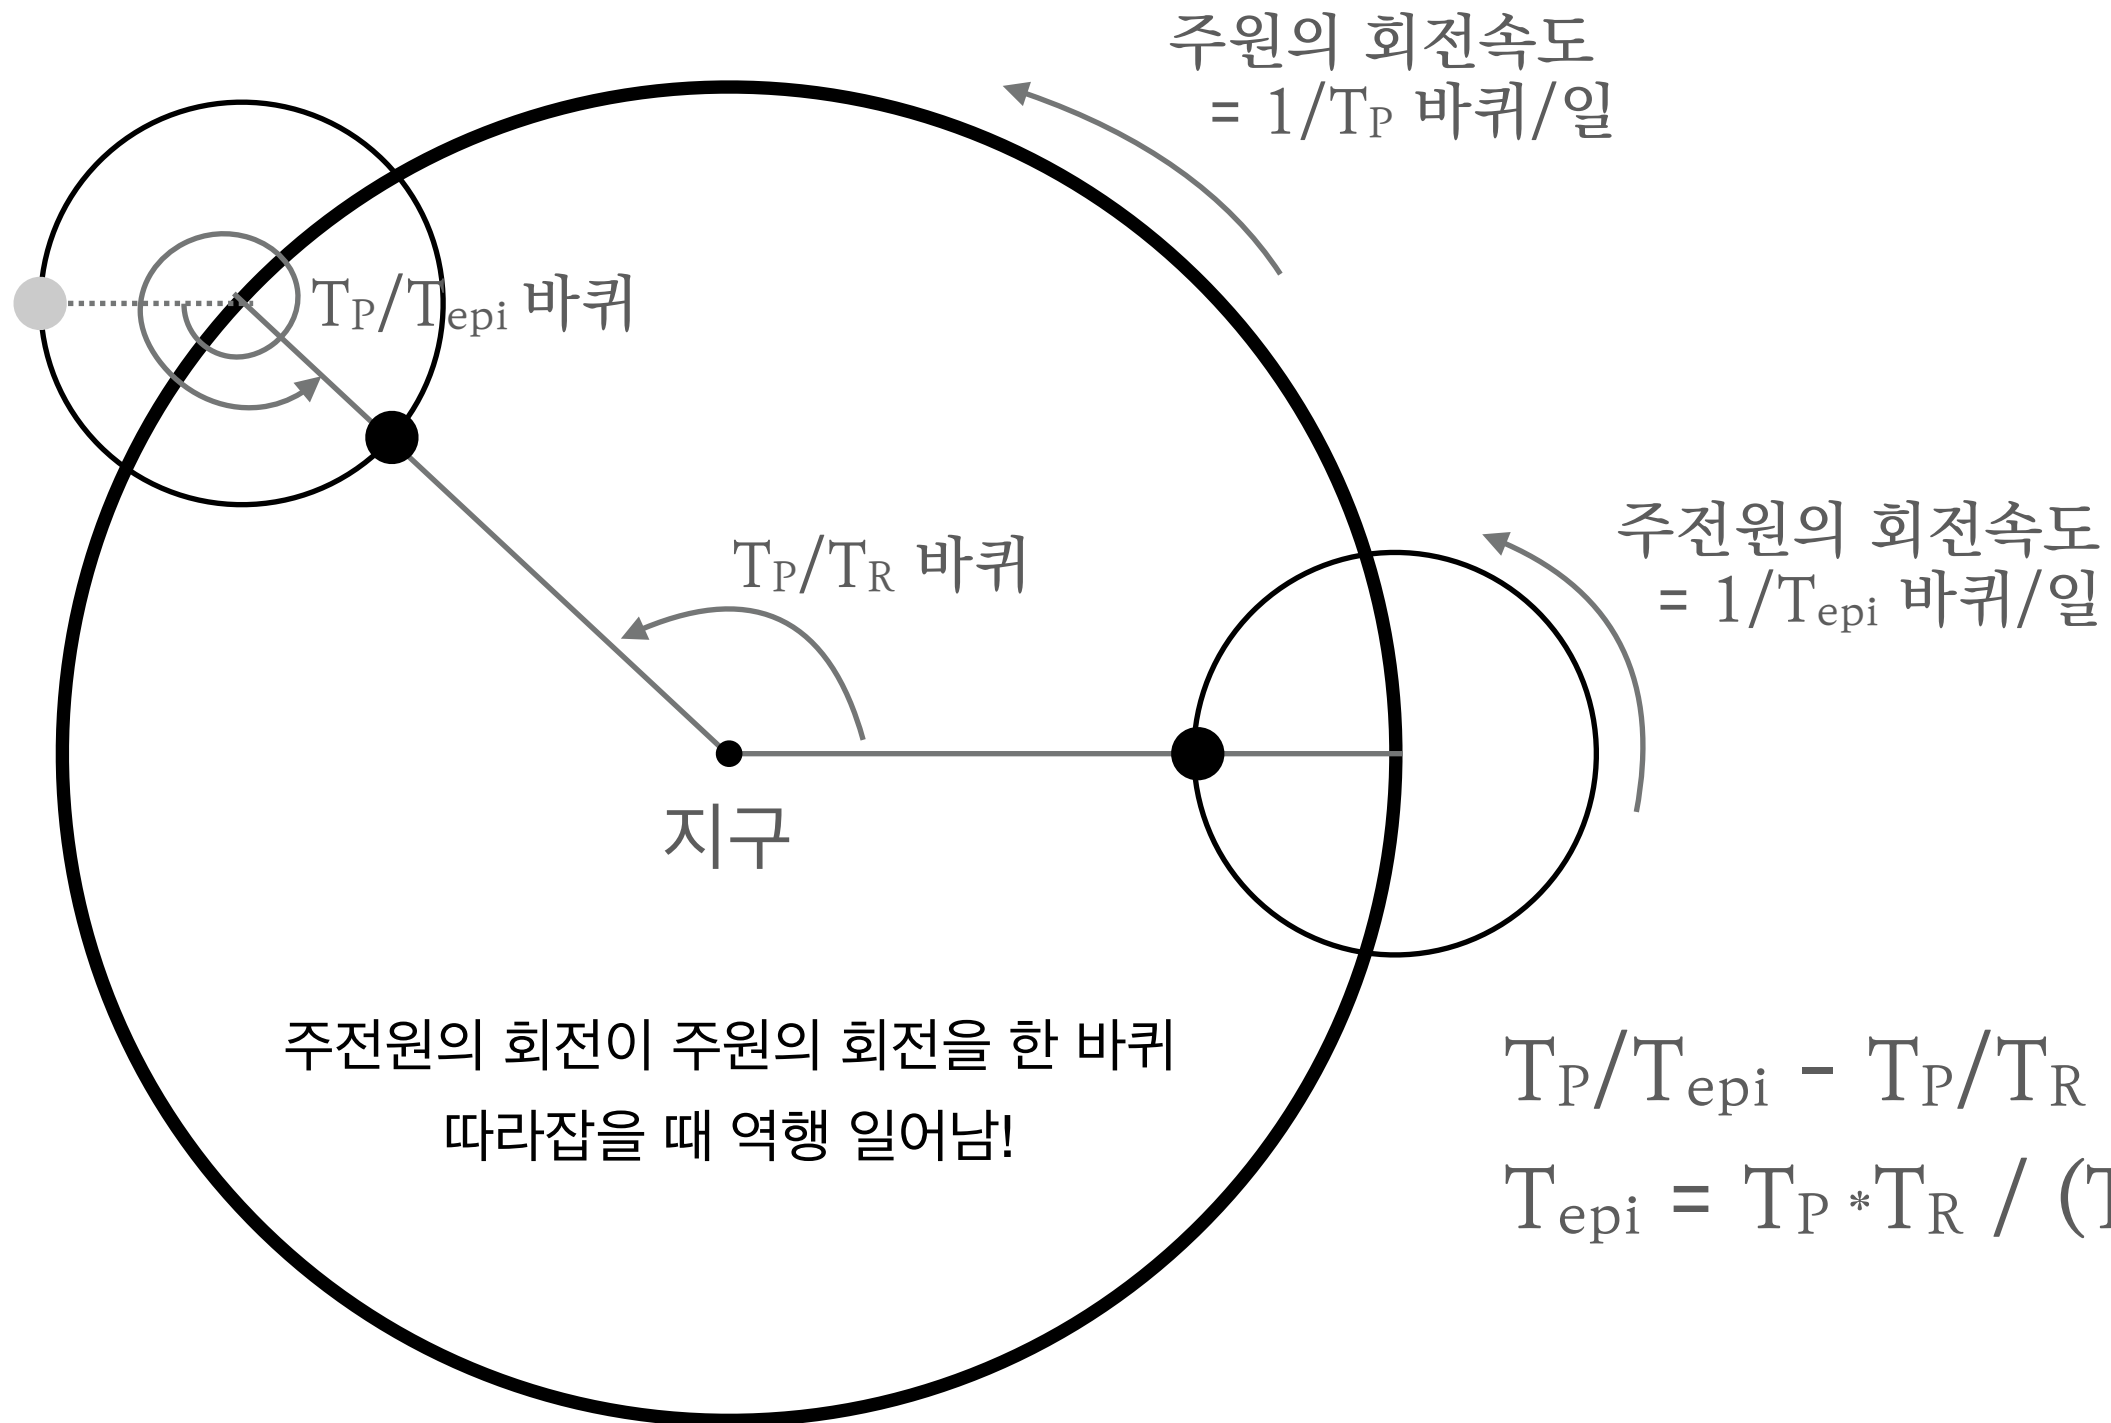 주원의 회전속도
= 1/TP 바퀴/일
TP/Tepi 바퀴
주전원의 회전속도
= 1/Tepi 바퀴/일
TP/TR 바퀴
지구
주전원의 회전이 주원의 회전을 한 바퀴
따라잡을 때 역행 일어남!
TP/Tepi - TP/TR
Tepi = TP *TR / (